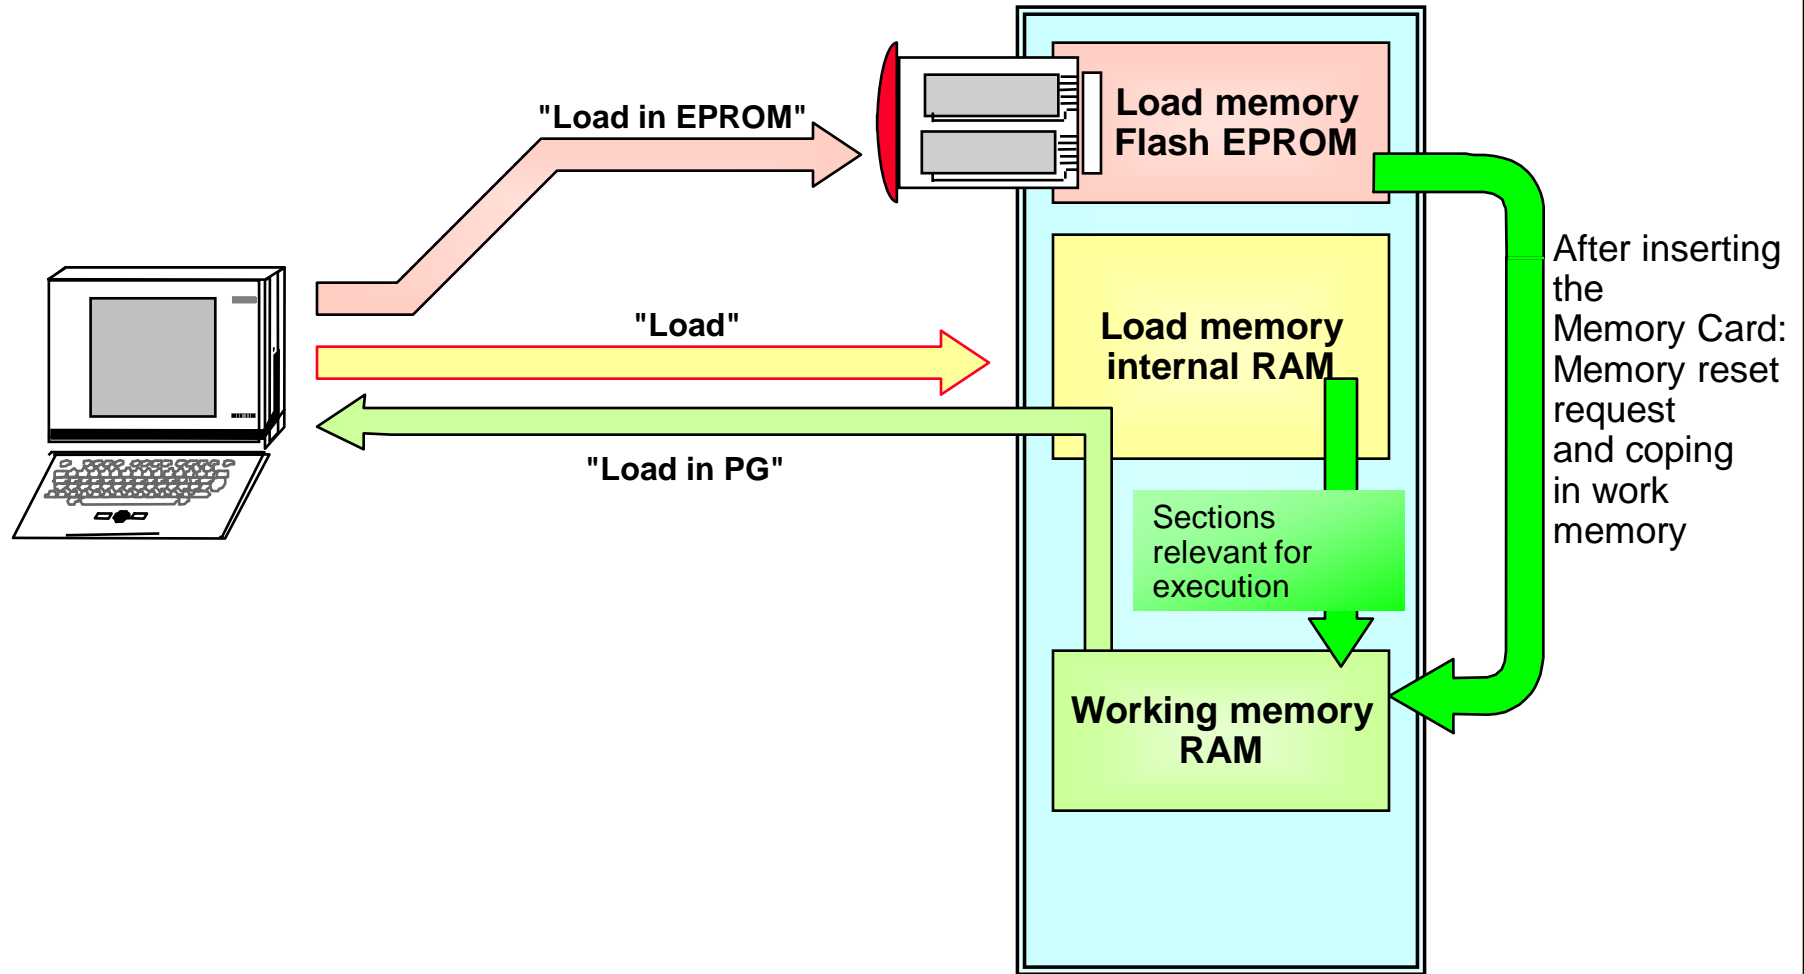 "Load in EPROM"
Load memory
Flash EPROM
"Load"
Load memory
internal RAM
"Load in PG"
Sections
relevant for
execution
Working memory
RAM
After inserting
the
Memory Card:
Memory reset
request
and coping
in work
memory